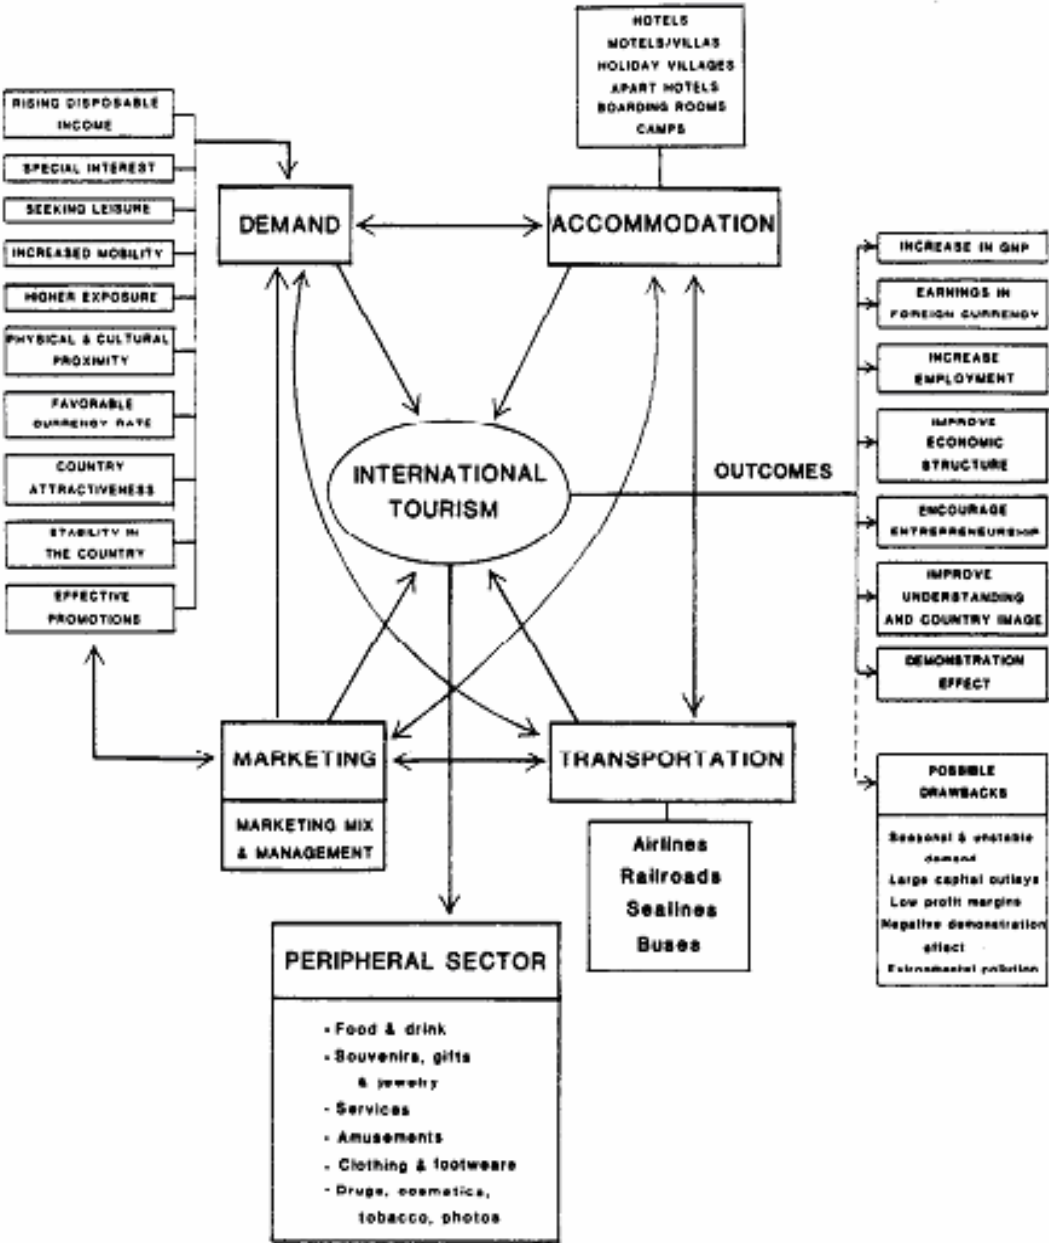 HOTELS
MOTELS/VILLAS
HOLIDAY VILLAGES
APART HOTELS
BOARDING ROOMS
CAMPS
RISING DISPOSABLE
INCOME
SPECIAL INTEREST
SEEKING LEISURE
INCREASED MOBILITY
HIGHER EXPOSURE
PHYSICAL & CULTURAL
PROXIMITY
FAVORABLE
CURRENCY RATE
COUNTRY
ATTRACTIVENESS
STABILITY IN
THE COUNTRY
EFFECTIVE
PROMOTIONS
DEMAND
ACCOMMODATION
INTERNATIONAL
TOURISM
OUTCOMES
INCREASE IN GNP
EARNINGS IN
FOREIGN CURRENCY
INCREASE
EMPLOYMENT
IMPROVE
ECONOMIC
STRUCTURE
ENCOURAGE
ENTREPRENEURSHIP
IMPROVE
UNDERSTANDING
AND COUNTRY IMAGE
DEMONSTRATION
EFFECT
MARKETING
MARKETING MIX
& MANAGEMENT
TRANSPORTATION
Airlines
Railroads
Sealines
Buses
POSSIBLE
DRAWBACKS
Seasonal & unstable
demand
Large capital outlays
Low profit margins
Negative demonstration
effect
Exironmental pollution
PERIPHERAL SECTOR
- Food & drink
- Souvenirs, gifts
& jewelry
- Services
- Amusements
- Clothing & footweare
- Drugs, cosmetics,
tobacco, photos